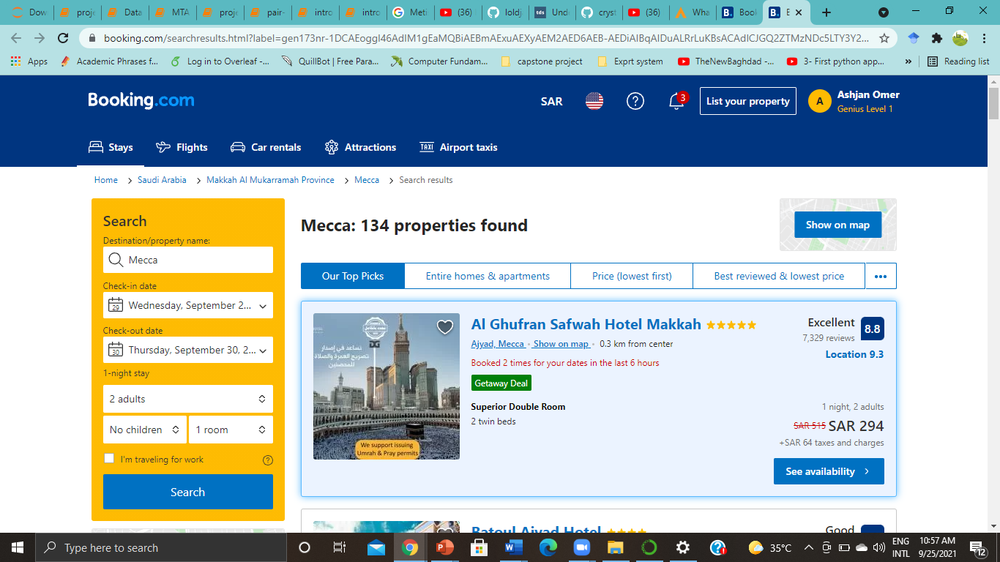 Dow
proje
Data
MTA
proje
pair-
intro
intro
Meti
(36)
loldj
tds
Und
cryst
(36)
Wha
B.
Boo
B.
booking.com/searchresults.html?label=gen173nr-1DCAEoggI46AdIM1gEaMQBiAEBmAExuAEXyAEM2AED6AEB-AEDiAIBqAIDuALRrLuKBsACAdICJGQ2ZTMzNDc5LTY3Y2...
Apps
Academic Phrases f...
Log in to Overleaf -...
QuillBot | Free Para...
Computer Fundam...
capstone project
Exprt system
TheNewBaghdad -...
3- First python app...
»
Reading list
Booking.com
SAR
3
List your property
A
Ashjan Omer
Genius Level 1
Stays
Flights
Car rentals
Attractions
TAXI
Airport taxis
Home
Saudi Arabia
Makkah Al Mukarramah Province
Mecca
Search results
Search
Destination/property name:
Mecca
Check-in date
29
Wednesday, September 2...
Check-out date
30
Thursday, September 30, 2...
1-night stay
2 adults
No children
1 room
I'm traveling for work
Search
Mecca: 134 properties found
Show on map
Our Top Picks
Entire homes & apartments
Price (lowest first)
Best reviewed & lowest price
•••
نساعد في إصدار
تصريح العمرة والصلاة
للمحصنين
We support issuing
Umrah & Pray permits
Al Ghufran Safwah Hotel Makkah
Ajyad, Mecca • Show on map • 0.3 km from center
Booked 2 times for your dates in the last 6 hours
Getaway Deal
Superior Double Room
2 twin beds
Excellent
7,329 reviews
8.8
Location 9.3
1 night, 2 adults
SAR 515 SAR 294
+SAR 64 taxes and charges
See availability
Batoul Ajyad Hotel
Good
Type here to search
35°C
ENG
INTL
10:57 AM
9/25/2021
12